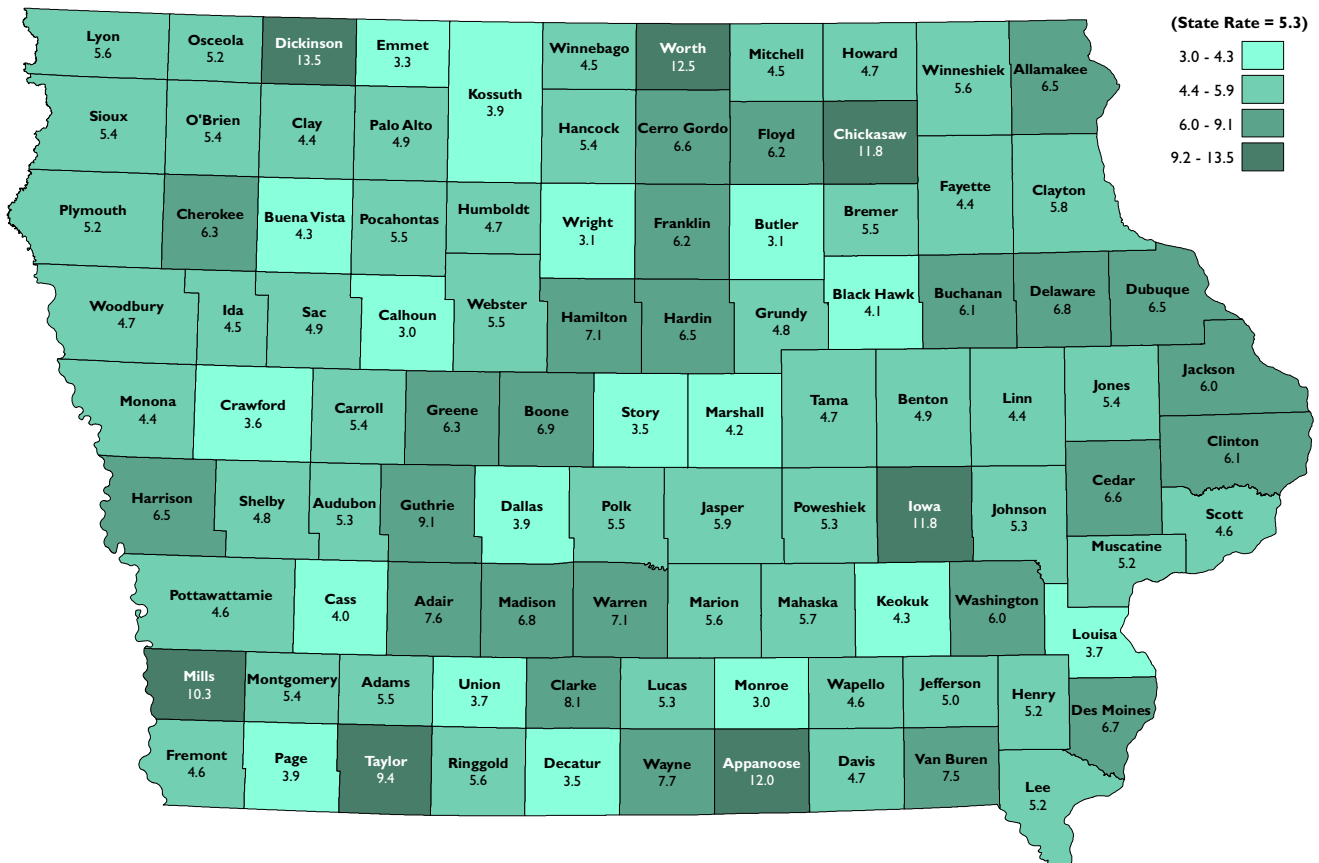 (State Rate = 5.3)
3.0 - 4.3
4.4 - 5.9
6.0 - 9.1
9.2 - 13.5
Lyon
5.6
Osceola
5.2
Dickinson
13.5
Emmet
3.3
Kossuth
3.9
Winnebago
4.5
Worth
12.5
Mitchell
4.5
Howard
4.7
Winneshiek
5.6
Allamakee
6.5
Sioux
5.4
O'Brien
5.4
Clay
4.4
Palo Alto
4.9
Hancock
5.4
Cerro Gordo
6.6
Floyd
6.2
Chickasaw
11.8
Fayette
4.4
Clayton
5.8
Plymouth
5.2
Cherokee
6.3
Buena Vista
4.3
Pocahontas
5.5
Humboldt
4.7
Wright
3.1
Franklin
6.2
Butler
3.1
Bremer
5.5
Woodbury
4.7
Ida
4.5
Sac
4.9
Calhoun
3.0
Webster
5.5
Hamilton
7.1
Hardin
6.5
Grundy
4.8
Black Hawk
4.1
Buchanan
6.1
Delaware
6.8
Dubuque
6.5
Monona
4.4
Crawford
3.6
Carroll
5.4
Greene
6.3
Boone
6.9
Story
3.5
Marshall
4.2
Tama
4.7
Benton
4.9
Linn
4.4
Jones
5.4
Jackson
6.0
Clinton
6.1
Harrison
6.5
Shelby
4.8
Audubon
5.3
Guthrie
9.1
Dallas
3.9
Polk
5.5
Jasper
5.9
Poweshiek
5.3
Iowa
11.8
Johnson
5.3
Cedar
6.6
Scott
4.6
Muscatine
5.2
Pottawattamie
4.6
Cass
4.0
Adair
7.6
Madison
6.8
Warren
7.1
Marion
5.6
Mahaska
5.7
Keokuk
4.3
Washington
6.0
Louisa
3.7
Mills
10.3
Montgomery
5.4
Adams
5.5
Union
3.7
Clarke
8.1
Lucas
5.3
Monroe
3.0
Wapello
4.6
Jefferson
5.0
Henry
5.2
Des Moines
6.7
Fremont
4.6
Page
3.9
Taylor
9.4
Ringgold
5.6
Decatur
3.5
Wayne
7.7
Appanoose
12.0
Davis
4.7
Van Buren
7.5
Lee
5.2